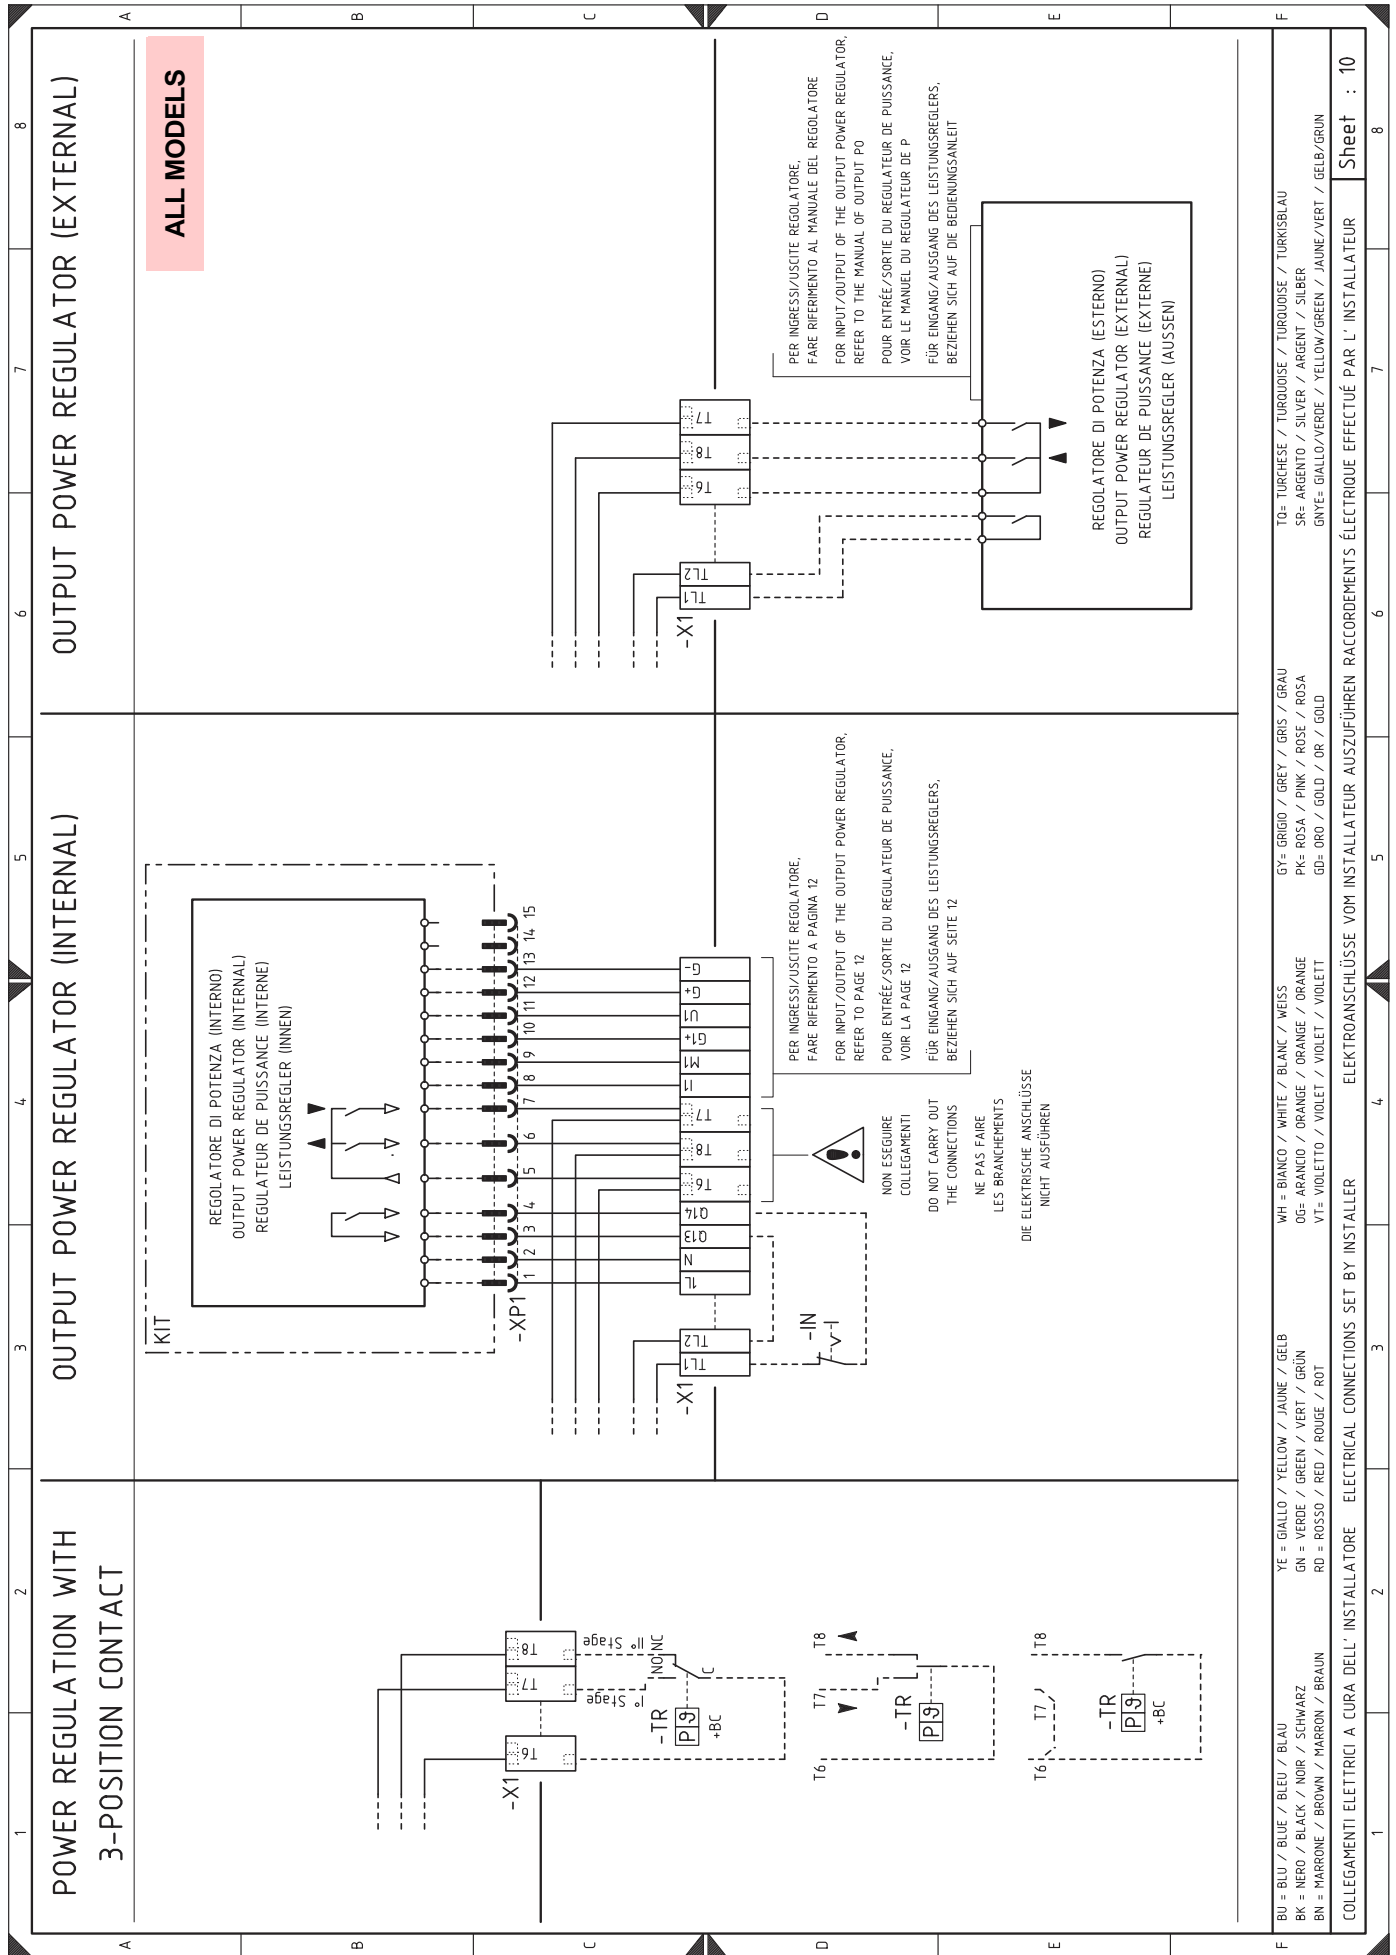 1
2
3
4
5
6
7
8
A
B
C
D
E
F
POWER REGULATION WITH
3-POSITION CONTACT
-X1
T6
T7
T8
I° Stage
II° Stage
NO
NC
C
-TR
P
ϑ
+BC
T6
T7
T8
-TR
P
ϑ
T6
T7
T8
-TR
P
ϑ
+BC
OUTPUT POWER REGULATOR (INTERNAL)
KIT
REGOLATORE DI POTENZA (INTERNO)
OUTPUT POWER REGULATOR (INTERNAL)
REGULATEUR DE PUISSANCE (INTERNE)
LEISTUNGSREGLER (INNEN)
-XP1
1
2
3
4
5
6
7
8
9
10
11
12
13
14
15
-X1
TL1
TL2
1L
N
Q13
Q14
T6
T8
T7
I1
M1
G1+
U1
G+
G-
-IN
NON ESEGUIRE
COLLEGAMENTI
DO NOT CARRY OUT
THE CONNECTIONS
NE PAS FAIRE
LES BRANCHEMENTS
DIE ELEKTRISCHE ANSCHLÜSSE
NICHT AUSFÜHREN
PER INGRESSI/USCITE REGOLATORE,
FARE RIFERIMENTO A PAGINA 12
FOR INPUT/OUTPUT OF THE OUTPUT POWER REGULATOR,
REFER TO PAGE 12
POUR ENTRÉE/SORTIE DU REGULATEUR DE PUISSANCE,
VOIR LA PAGE 12
FÜR EINGANG/AUSGANG DES LEISTUNGSREGLERS,
BEZIEHEN SICH AUF SEITE 12
OUTPUT POWER REGULATOR (EXTERNAL)
ALL MODELS
-X1
TL1
TL2
T6
T8
T7
PER INGRESSI/USCITE REGOLATORE,
FARE RIFERIMENTO AL MANUALE DEL REGOLATORE
FOR INPUT/OUTPUT OF THE OUTPUT POWER REGULATOR,
REFER TO THE MANUAL OF OUTPUT PO
POUR ENTRÉE/SORTIE DU REGULATEUR DE PUISSANCE,
VOIR LE MANUEL DU REGULATEUR DE P
FÜR EINGANG/AUSGANG DES LEISTUNGSREGLERS,
BEZIEHEN SICH AUF DIE BEDIENUNGSANLEIT
REGOLATORE DI POTENZA (ESTERNO)
OUTPUT POWER REGULATOR (EXTERNAL)
REGULATEUR DE PUISSANCE (EXTERNE)
LEISTUNGSREGLER (AUSSEN)
BU = BLU / BLUE / BLEU / BLAU
BK = NERO / BLACK / NOIR / SCHWARZ
BN = MARRONE / BROWN / MARRON / BRAUN
YE = GIALLO / YELLOW / JAUNE / GELB
GN = VERDE / GREEN / VERT / GRÜN
RD = ROSSO / RED / ROUGE / ROT
WH = BIANCO / WHITE / BLANC / WEISS
OG= ARANCIO / ORANGE / ORANGE / ORANGE
VT= VIOLETTO / VIOLET / VIOLET / VIOLETT
GY= GRIGIO / GREY / GRIS / GRAU
PK= ROSA / PINK / ROSE / ROSA
GD= ORO / GOLD / OR / GOLD
TQ= TURCHESE / TURQUOISE / TURQUOISE / TURKISBLAU
SR= ARGENTO / SILVER / ARGENT / SILBER
GNYE= GIALLO/VERDE / YELLOW/GREEN / JAUNE/VERT / GELB/GRUN
COLLEGAMENTI ELETTRICI A CURA DELL' INSTALLATORE ELECTRICAL CONNECTIONS SET BY INSTALLER ELEKTROANSCHLÜSSE VOM INSTALLATEUR AUSZUFÜHREN RACCORDEMENTS ÉLECTRIQUE EFFECTUÉ PAR L' INSTALLATEUR
Sheet : 10
A
B
C
D
E
F
1
2
3
4
5
6
7
8